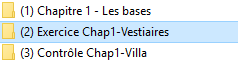 (1) Chapitre 1 - Les bases
(2) Exercice Chap1-Vestiaires
(3) Contrôle Chap1-Villa